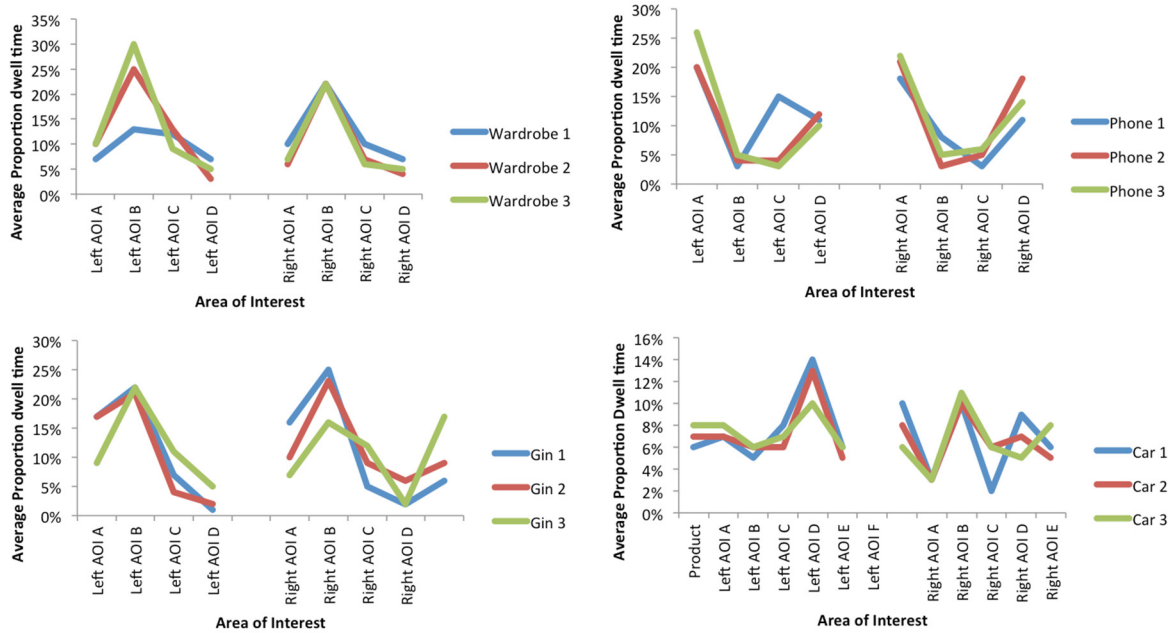 Average Proportion dwell time
35%
30%
25%
20%
15%
10%
5%
0%
Left AOI A
Left AOI B
Left AOI C
Left AOI D
Right AOI A
Right AOI B
Right AOI C
Right AOI D
Area of Interest
Wardrobe 1
Wardrobe 2
Wardrobe 3
Average Proportion dwell time
30%
25%
20%
15%
10%
5%
0%
Left AOI A
Left AOI B
Left AOI C
Left AOI D
Right AOI A
Right AOI B
Right AOI C
Right AOI D
Area of Interest
Phone 1
Phone 2
Phone 3
Average Proportion dwell time
30%
25%
20%
15%
10%
5%
0%
Left AOI A
Left AOI B
Left AOI C
Left AOI D
Right AOI A
Right AOI B
Right AOI C
Right AOI D
Area of Interest
Gin 1
Gin 2
Gin 3
Average Proportion Dwell time
16%
14%
12%
10%
8%
6%
4%
2%
0%
Product
Left AOI A
Left AOI B
Left AOI C
Left AOI D
Left AOI E
Left AOI F
Right AOI A
Right AOI B
Right AOI C
Right AOI D
Right AOI E
Area of Interest
Car 1
Car 2
Car 3